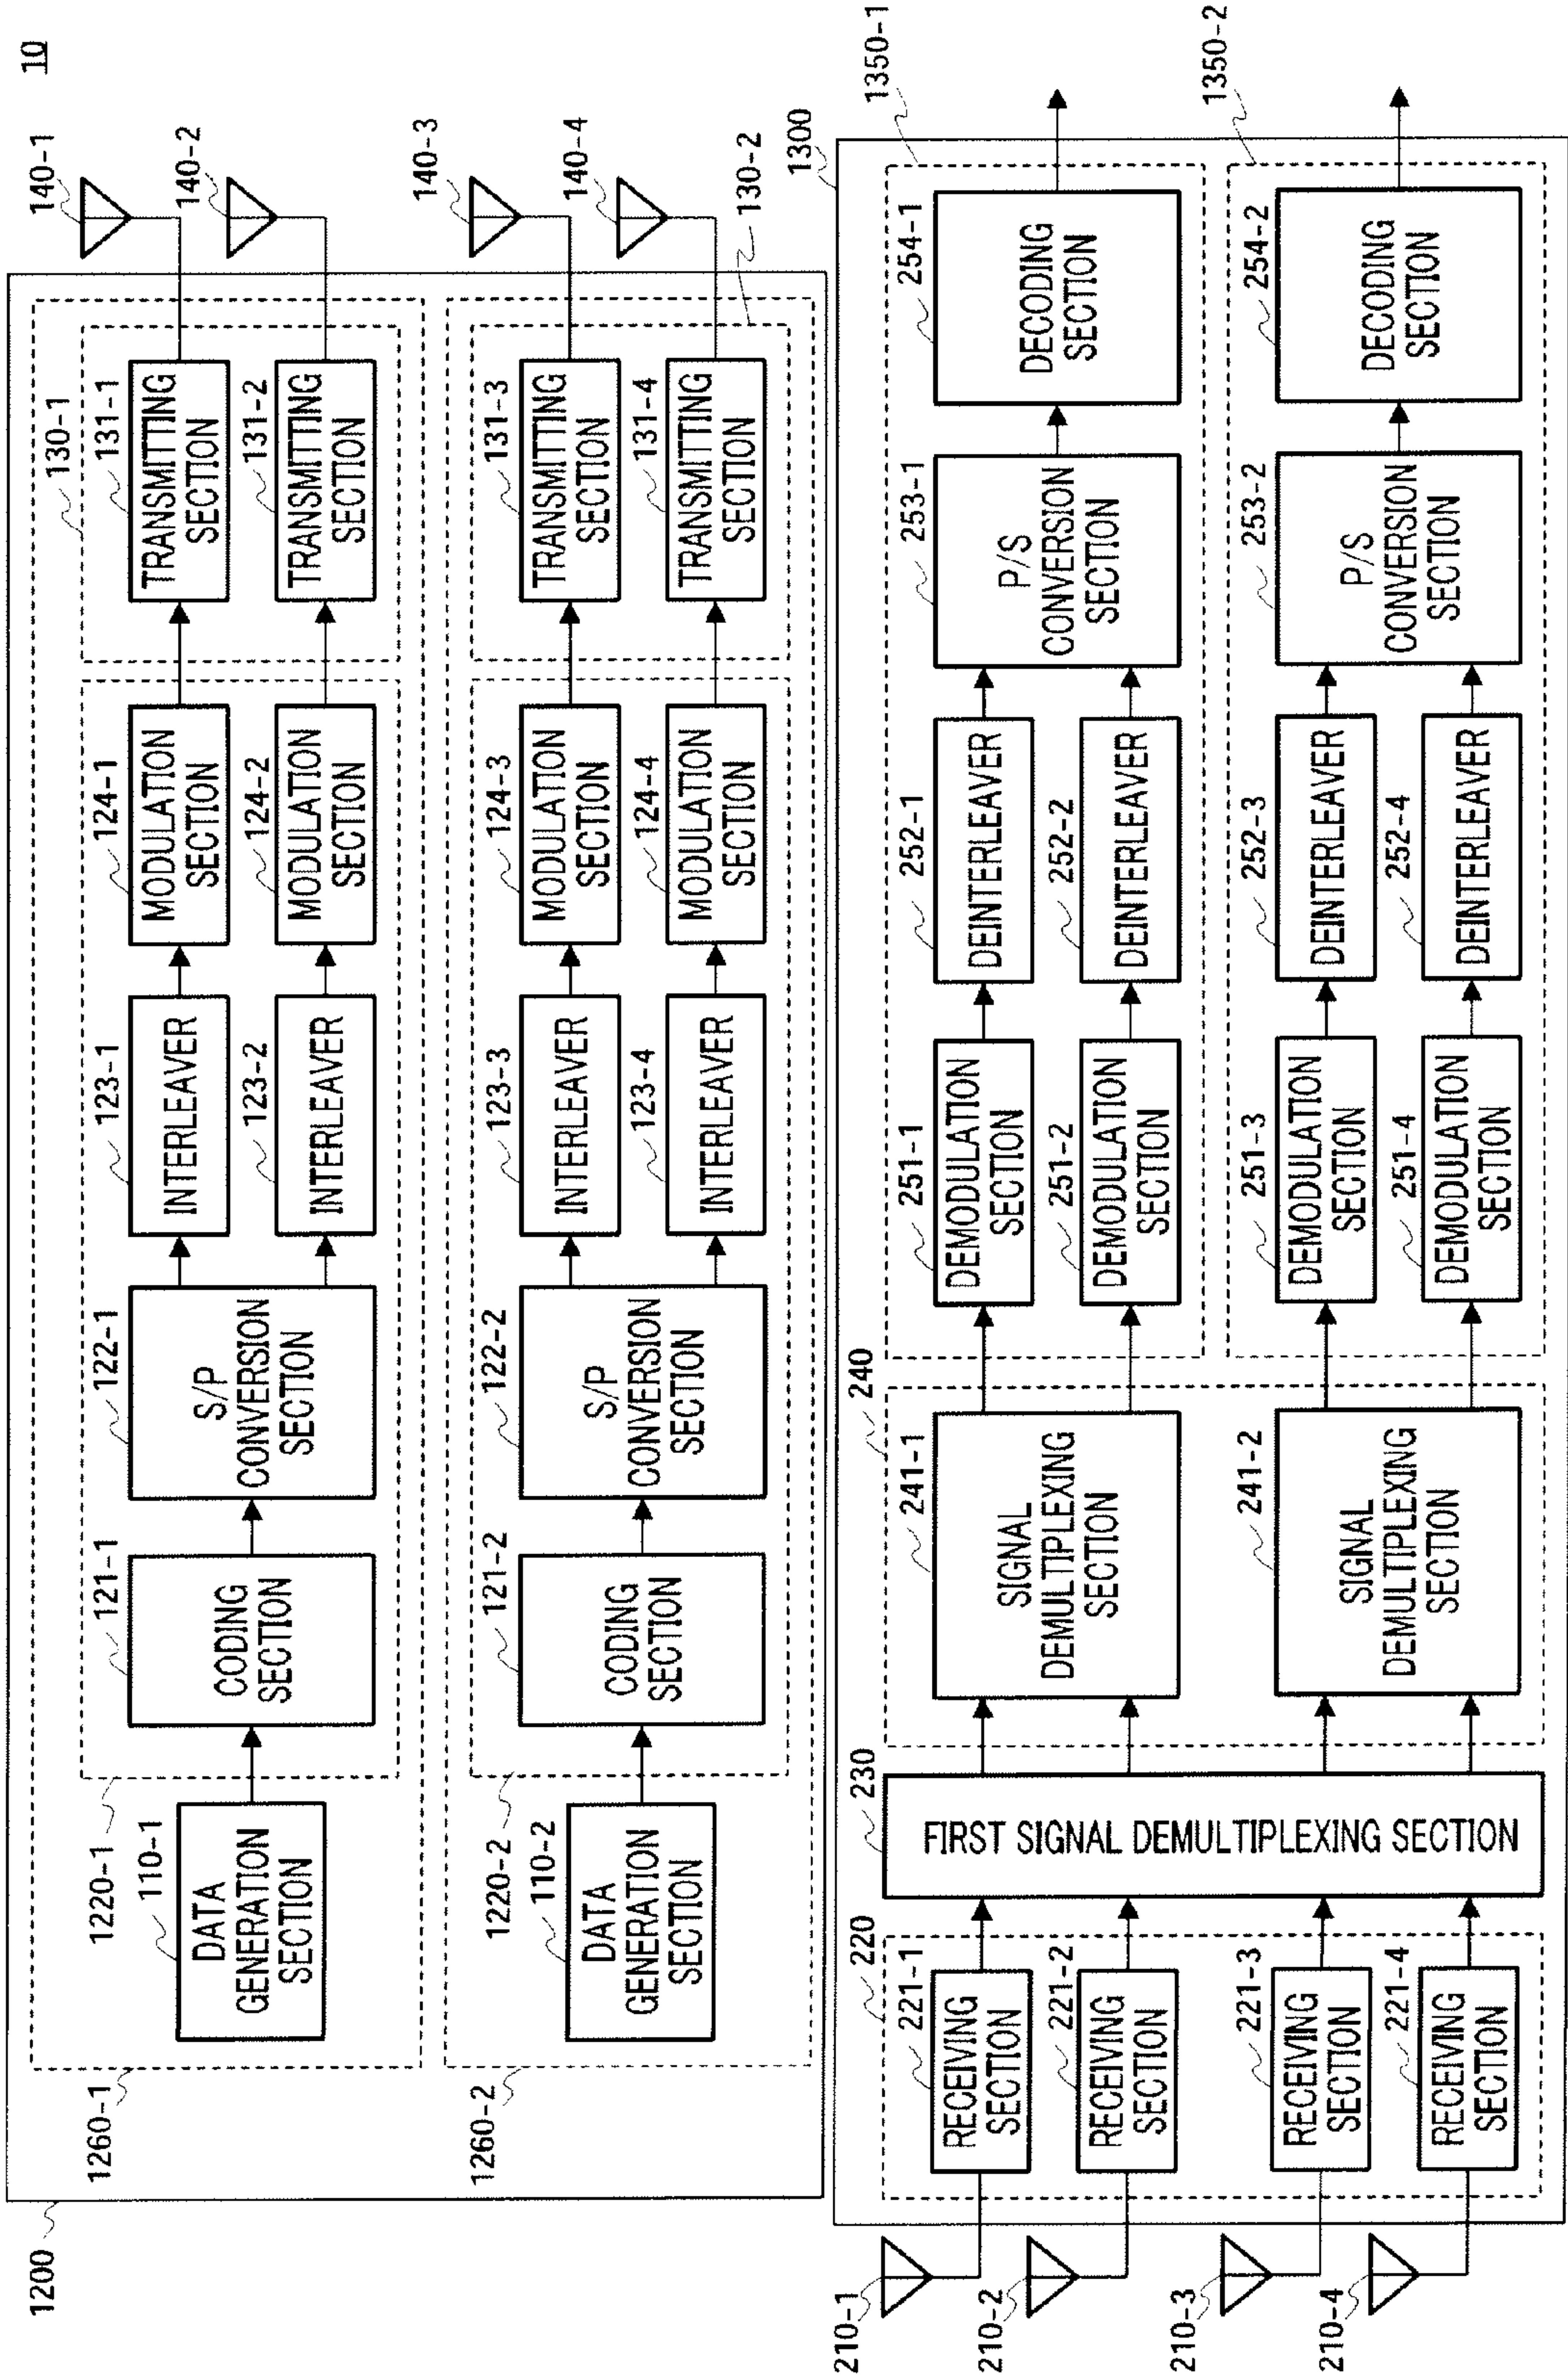 10
1200
1260-1
1220-1
110-1
DATA
GENERATION
SECTION
121-1
CODING
SECTION
122-1
S/P
CONVERSION
SECTION
123-1
INTERLEAVER
123-2
INTERLEAVER
124-1
MODULATION
SECTION
124-2
MODULATION
SECTION
130-1
131-1
TRANSMITTING
SECTION
131-2
TRANSMITTING
SECTION
140-1
140-2
1260-2
1220-2
110-2
DATA
GENERATION
SECTION
121-2
CODING
SECTION
122-2
S/P
CONVERSION
SECTION
123-3
INTERLEAVER
123-4
INTERLEAVER
124-3
MODULATION
SECTION
124-4
MODULATION
SECTION
131-3
TRANSMITTING
SECTION
131-4
TRANSMITTING
SECTION
130-2
140-3
140-4
1300
210-1
210-2
210-3
210-4
220
221-1
RECEIVING
SECTION
221-2
RECEIVING
SECTION
221-3
RECEIVING
SECTION
221-4
RECEIVING
SECTION
230
FIRST SIGNAL DEMULTIPLEXING SECTION
240
241-1
SIGNAL
DEMULTIPLEXING
SECTION
241-2
SIGNAL
DEMULTIPLEXING
SECTION
1350-1
251-1
DEMODULATION
SECTION
251-2
DEMODULATION
SECTION
252-1
DEINTERLEAVER
252-2
DEINTERLEAVER
253-1
P/S
CONVERSION
SECTION
254-1
DECODING
SECTION
1350-2
251-3
DEMODULATION
SECTION
251-4
DEMODULATION
SECTION
252-3
DEINTERLEAVER
252-4
DEINTERLEAVER
253-2
P/S
CONVERSION
SECTION
254-2
DECODING
SECTION